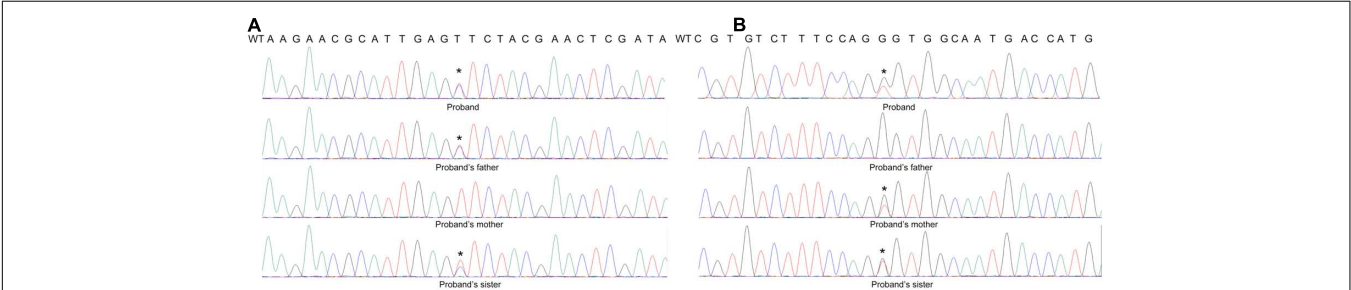 A
WT A A G A A C G C A T T G A G T T C T A C G A A C T C G A T A
*
Proband
*
Proband's father
Proband's mother
*
Proband's sister
B
WT C G T G T C T T T C C A G G G T G G C A A T G A C C A T G
*
Proband
Proband's father
*
Proband's mother
*
Proband's sister